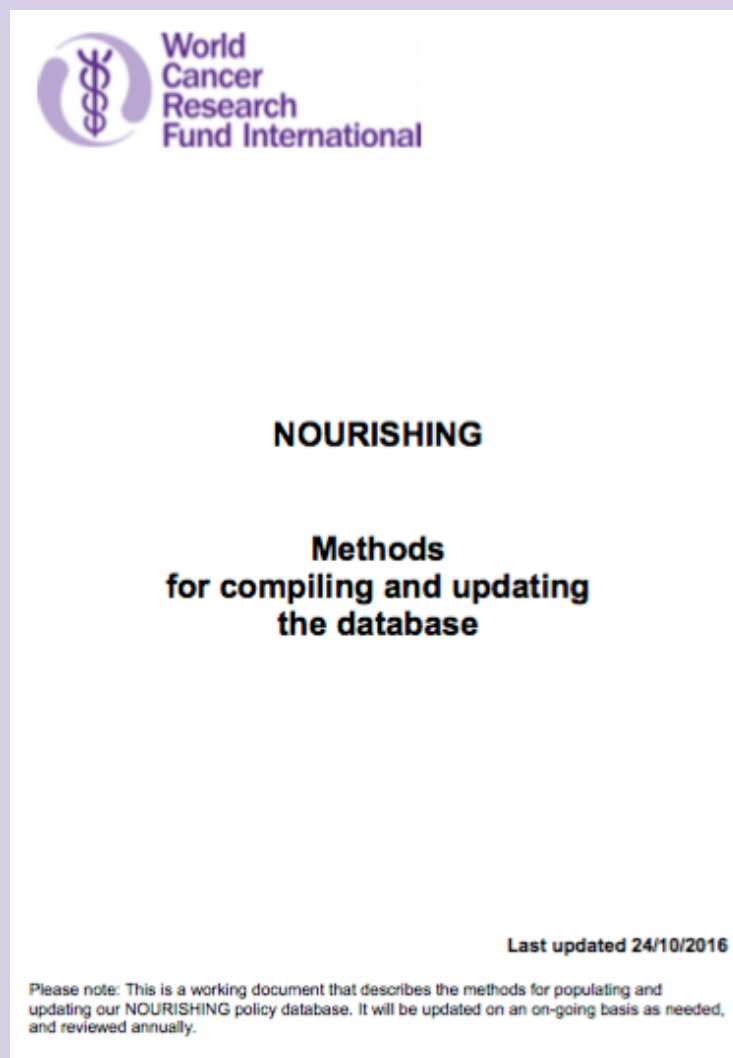 World
Cancer
Research
Fund International
NOURISHING
Methods
for compiling and updating
the database
Last updated 24/10/2016
Please note: This is a working document that describes the methods for populating and
updating our NOURISHING policy database. It will be updated on an on-going basis as needed,
and reviewed annually.